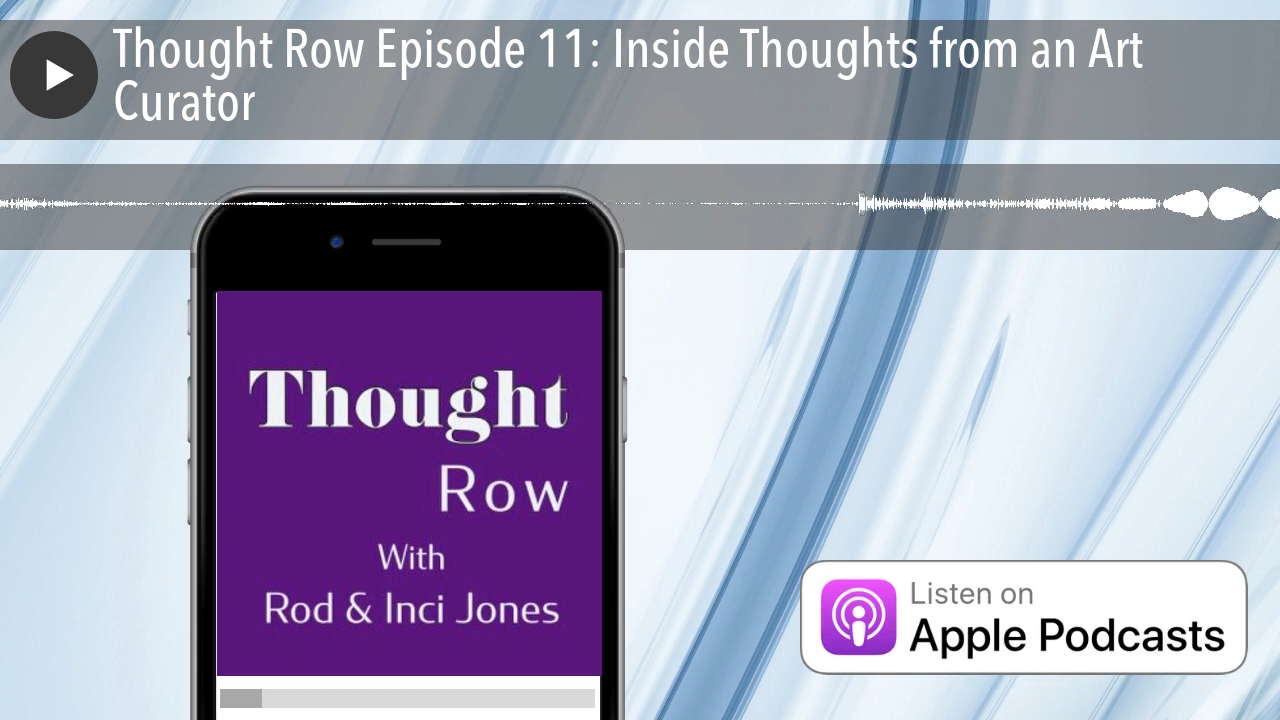 Thought Row Episode 11: Inside Thoughts from an Art
Curator
Thought
Row
With
Rod & Inci Jones
Listen on
Apple Podcasts